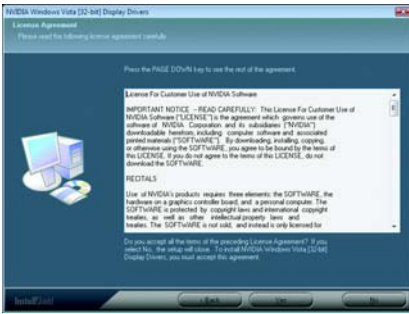 NVIDIA Windows Vista [32-bit] Display Drivers
License Agreement
Please read the following license agreement carefully.
Press the PAGE DOWN key to see the rest of the agreement.
License For Customer Use of NVIDIA Software
IMPORTANT NOTICE -- READ CAREFULLY: This License For Customer Use of
NVIDIA Software ("LICENSE") is the agreement which governs use of the
software of NVIDIA Corporation and its subsidiaries ("NVIDIA")
downloadable herefrom, including computer software and associated
printed materials ("SOFTWARE"). By downloading, installing, copying,
or otherwise using the SOFTWARE, you agree to be bound by the terms of
this LICENSE. If you do not agree to the terms of this LICENSE, do not
download the SOFTWARE.
RECITALS
Use of NVIDIA's products requires three elements: the SOFTWARE, the
hardware on a graphics controller board, and a personal computer. The
SOFTWARE is protected by copyright laws and international copyright
treaties, as well as other intellectual property laws and
treaties. The SOFTWARE is not sold, and instead is only licensed for
Do you accept all the terms of the preceding License Agreement? If you
select No, the setup will close. To install NVIDIA Windows Vista [32-bit]
Display Drivers, you must accept this agreement.
InstallShield
< Back
Yes
No